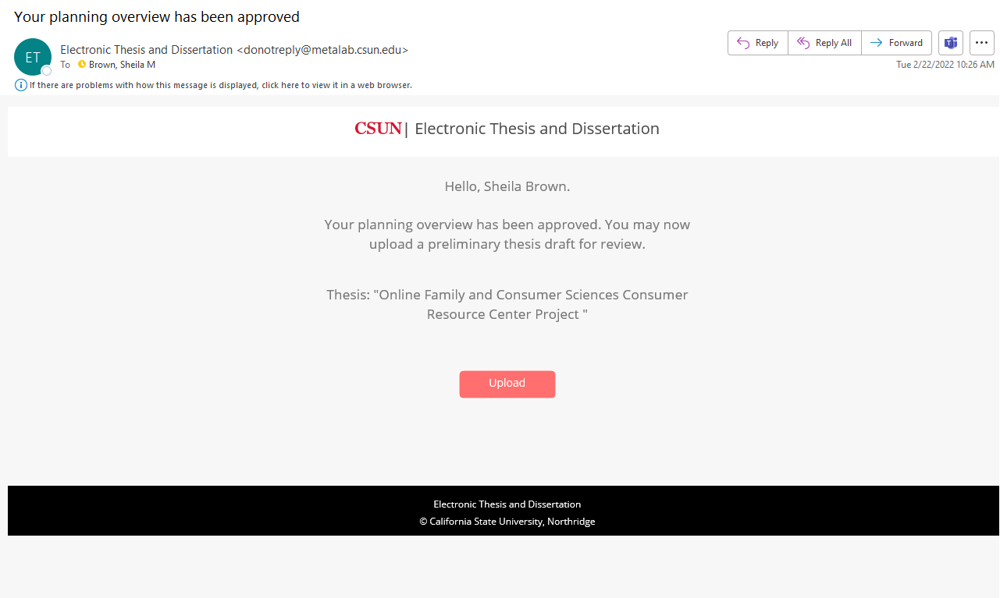 Your planning overview has been approved
ET
Electronic Thesis and Dissertation <donotreply@metalab.csun.edu>
To Brown, Sheila M
Reply
Reply All
Forward
Tue 2/22/2022 10:26 AM
If there are problems with how this message is displayed, click here to view it in a web browser.
CSUN| Electronic Thesis and Dissertation
Hello, Sheila Brown.
Your planning overview has been approved. You may now
upload a preliminary thesis draft for review.
Thesis: "Online Family and Consumer Sciences Consumer
Resource Center Project "
Upload
Electronic Thesis and Dissertation
© California State University, Northridge